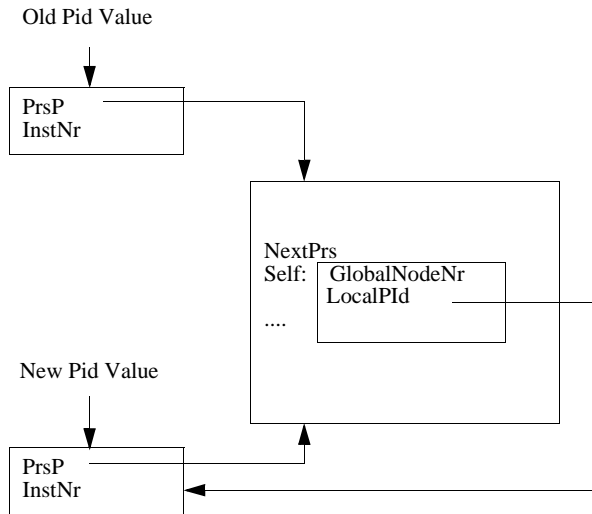 Old Pid Value
PrsP
InstNr
NextPrs
Self: GlobalNodeNr
LocalPId
....
New Pid Value
PrsP
InstNr